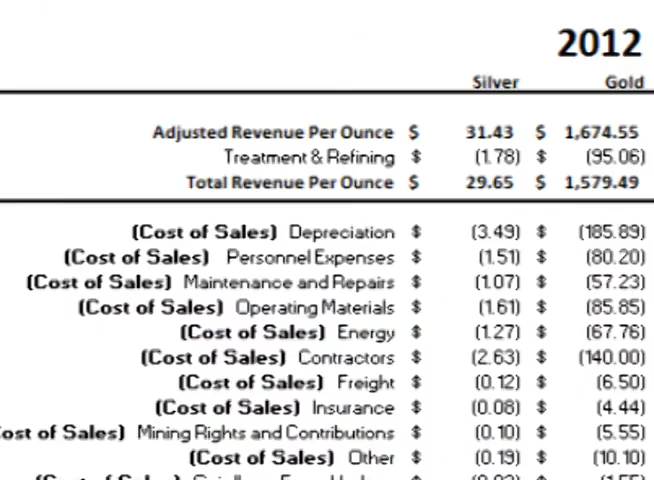 2012
Silver Gold
Adjusted Revenue Per Ounce $ 31.43 $ 1,674.55
Treatment & Refining $ (1.78) $ (95.06)
Total Revenue Per Ounce $ 29.65 $ 1,579.49
(Cost of Sales) Depreciation $ (3.49) $ (185.89)
(Cost of Sales) Personnel Expenses $ (1.51) $ (80.20)
(Cost of Sales) Maintenance and Repairs $ (1.07) $ (57.23)
(Cost of Sales) Operating Materials $ (1.61) $ (85.85)
(Cost of Sales) Energy $ (1.27) $ (67.76)
(Cost of Sales) Contractors $ (2.63) $ (140.00)
(Cost of Sales) Freight $ (0.12) $ (6.50)
(Cost of Sales) Insurance $ (0.08) $ (4.44)
ost of Sales) Mining Rights and Contributions $ (0.10) $ (5.55)
(Cost of Sales) Other $ (0.19) $ (10.10)
(Cost of Sales)